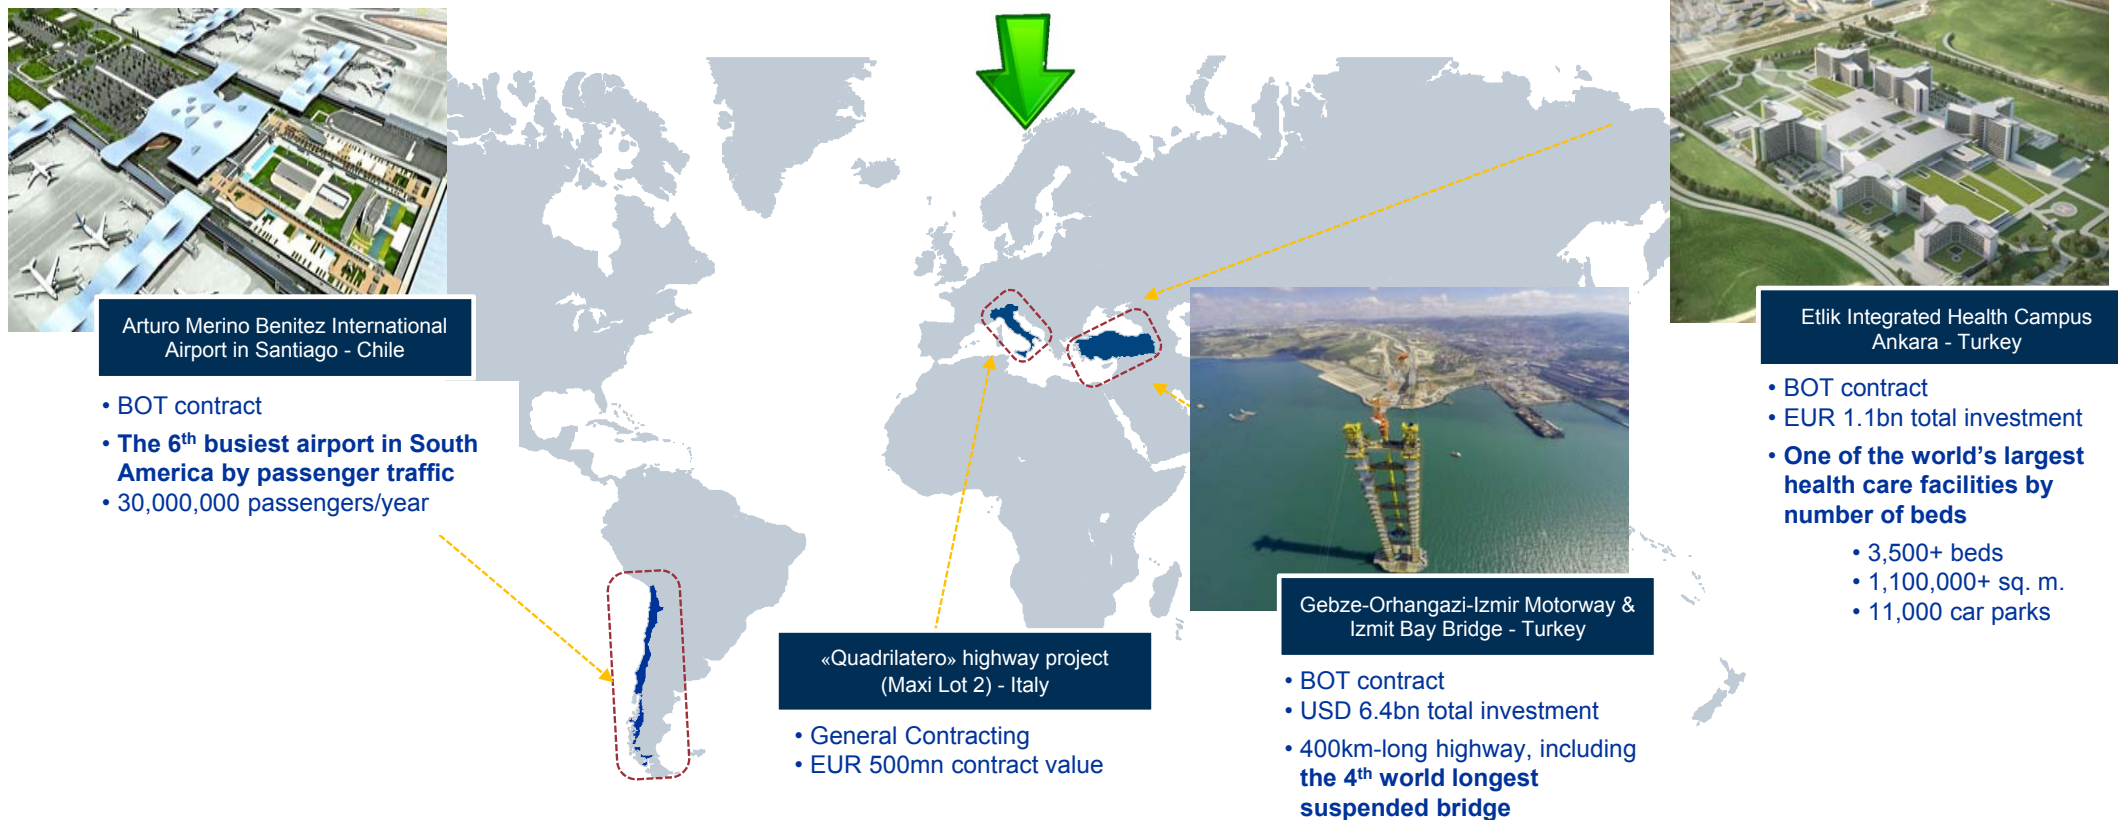 Arturo Merino Benitez International
Airport in Santiago - Chile
• BOT contract
• The 6th busiest airport in South
America by passenger traffic
• 30,000,000 passengers/year
«Quadrilatero» highway project
(Maxi Lot 2) - Italy
• General Contracting
• EUR 500mn contract value
Gebze-Orhangazi-Izmir Motorway &
Izmit Bay Bridge - Turkey
• BOT contract
• USD 6.4bn total investment
• 400km-long highway, including
the 4th world longest
suspended bridge
Etlik Integrated Health Campus
Ankara - Turkey
• BOT contract
• EUR 1.1bn total investment
• One of the world’s largest
health care facilities by
number of beds
• 3,500+ beds
• 1,100,000+ sq. m.
• 11,000 car parks